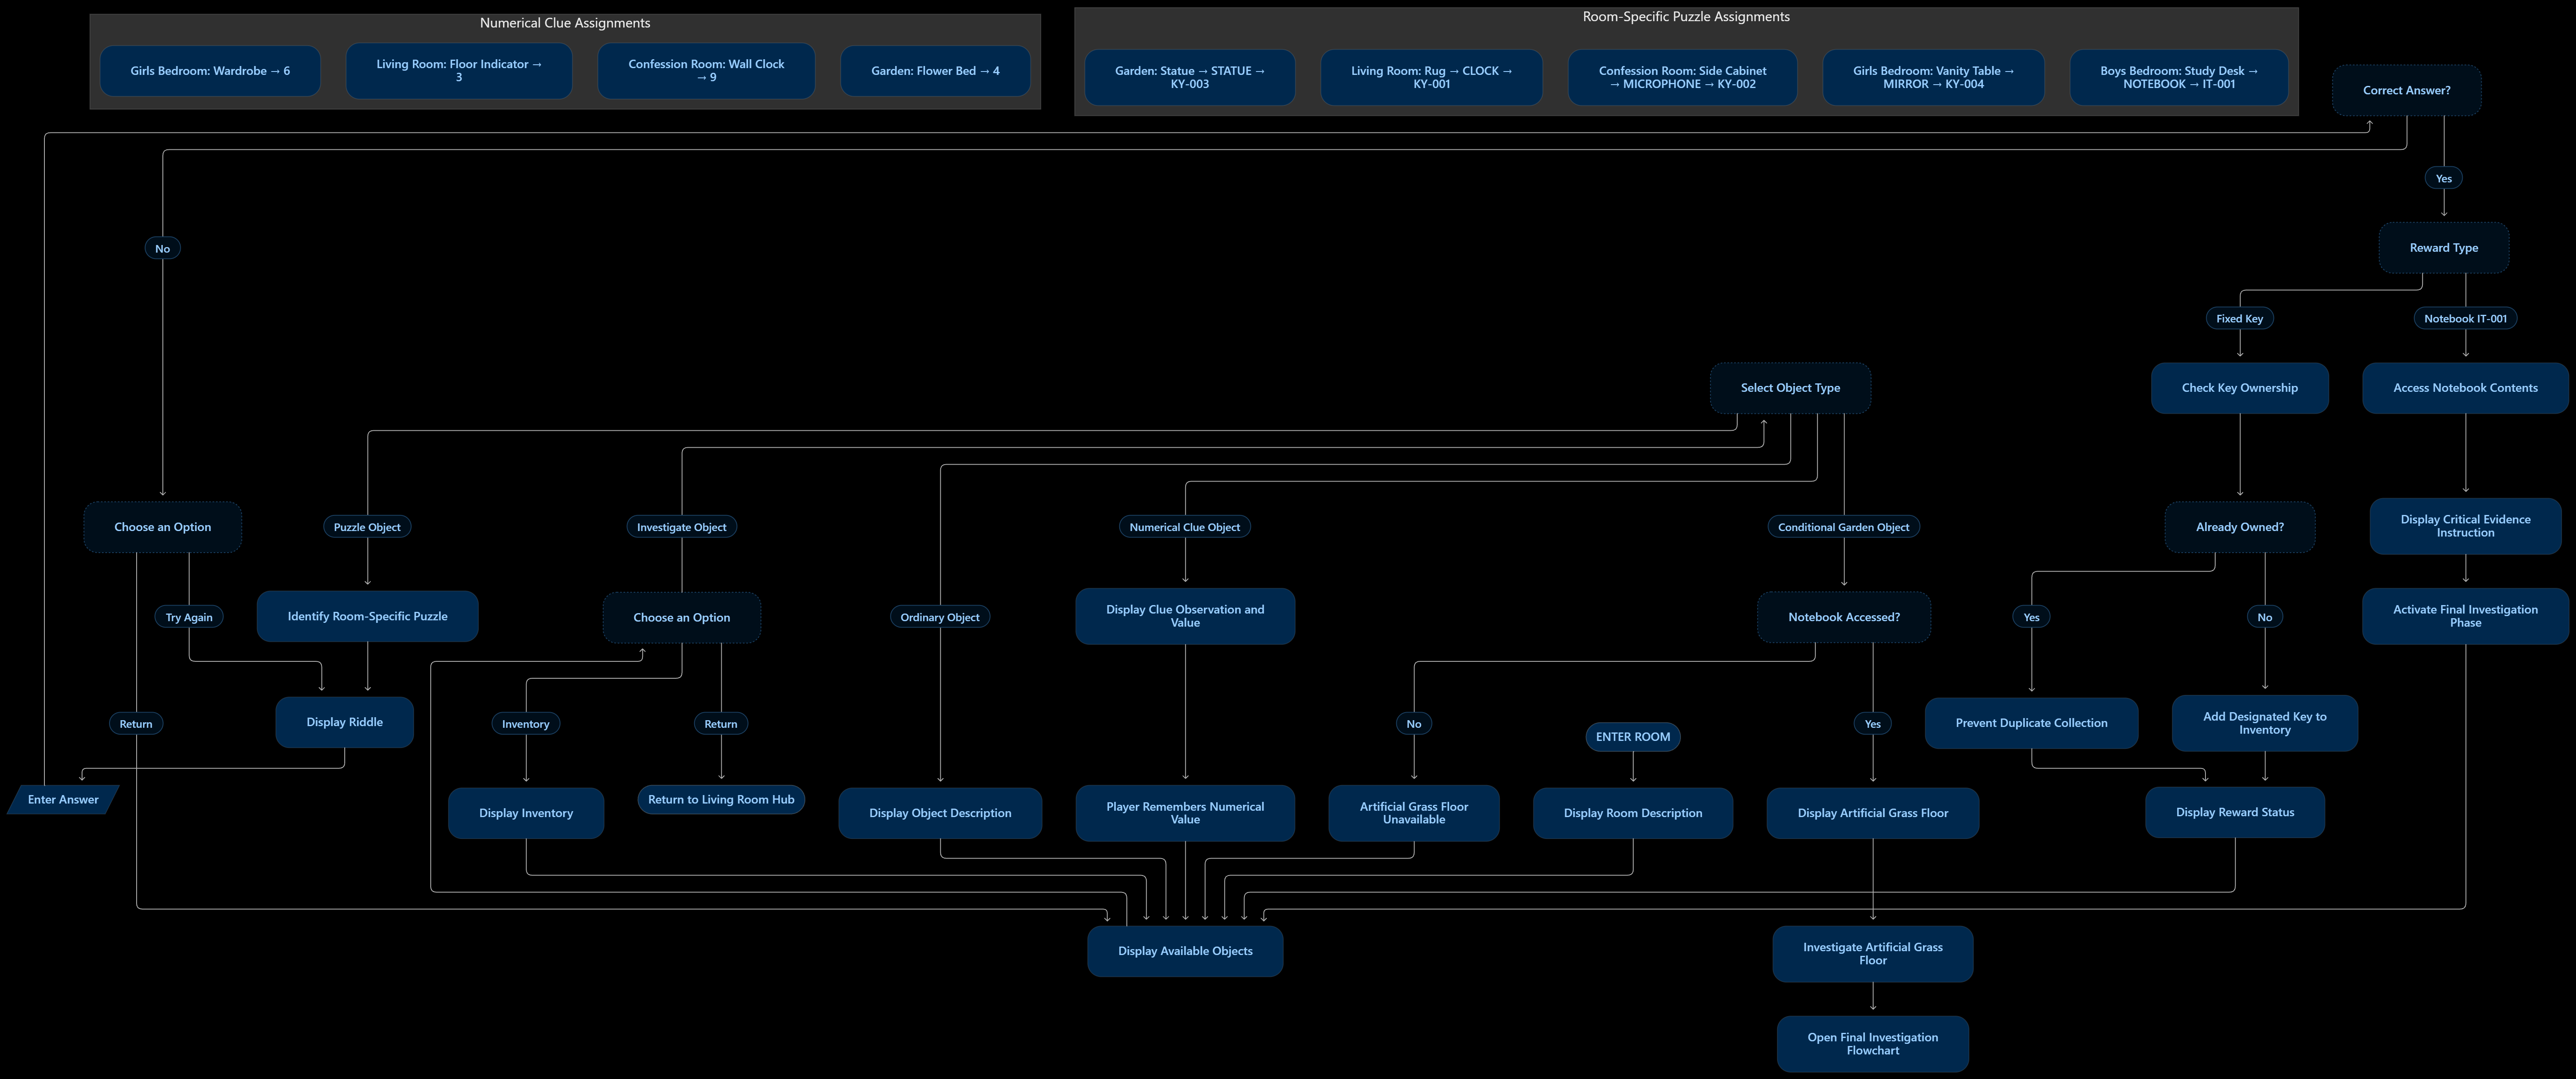 Numerical Clue Assignments
Girls Bedroom: Wardrobe → 6
Living Room: Floor Indicator →
3
Confession Room: Wall Clock
→ 9
Garden: Flower Bed → 4
Room-Specific Puzzle Assignments
Garden: Statue → STATUE →
KY-003
Living Room: Rug → CLOCK →
KY-001
Confession Room: Side Cabinet
→ MICROPHONE → KY-002
Girls Bedroom: Vanity Table →
MIRROR → KY-004
Boys Bedroom: Study Desk →
NOTEBOOK → IT-001
Correct Answer?
Yes
No
Reward Type
Fixed Key
Notebook IT-001
Select Object Type
Check Key Ownership
Access Notebook Contents
Choose an Option
Puzzle Object
Investigate Object
Numerical Clue Object
Conditional Garden Object
Already Owned?
Display Critical Evidence
Instruction
Try Again
Identify Room-Specific Puzzle
Choose an Option
Ordinary Object
Display Clue Observation and
Value
Notebook Accessed?
Yes
No
Activate Final Investigation
Phase
Return
Display Riddle
Inventory
Return
No
ENTER ROOM
Yes
Prevent Duplicate Collection
Add Designated Key to
Inventory
Enter Answer
Display Inventory
Return to Living Room Hub
Display Object Description
Player Remembers Numerical
Value
Artificial Grass Floor
Unavailable
Display Room Description
Display Artificial Grass Floor
Display Reward Status
Display Available Objects
Investigate Artificial Grass
Floor
Open Final Investigation
Flowchart